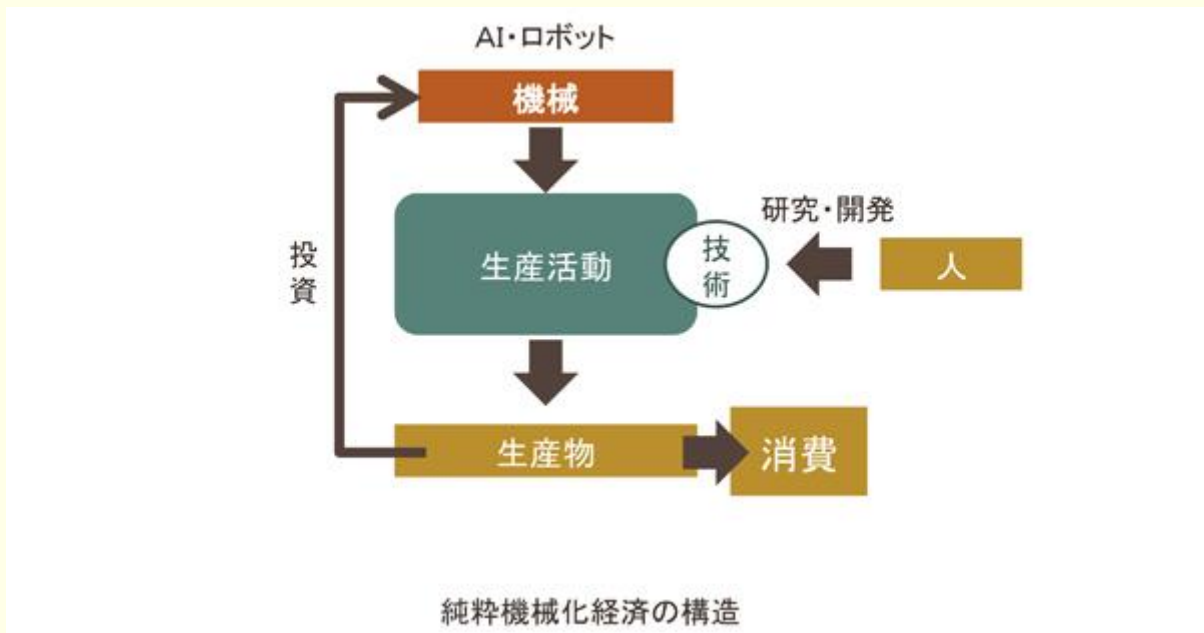 AI・ロボット
機械
生産活動
技術
研究・開発
人
投資
生産物
消費
純粋機械化経済の構造